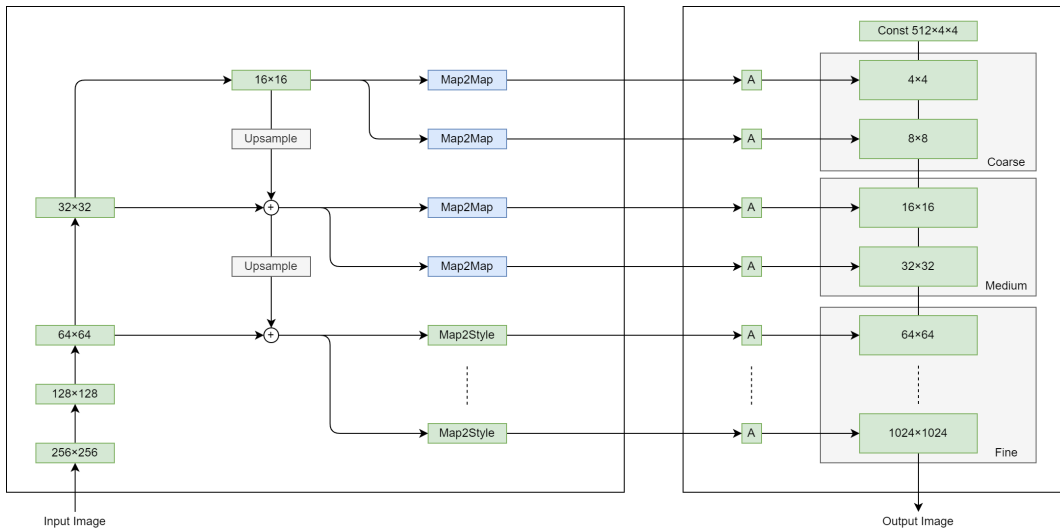 Const 512×4×4
16×16
Map2Map
A
4×4
Upsample
Map2Map
A
8×8
Coarse
32×32
+
Map2Map
A
16×16
Upsample
Map2Map
A
32×32
Medium
64×64
+
Map2Style
A
64×64
128×128
256×256
Map2Style
A
1024×1024
Fine
Input Image
Output Image